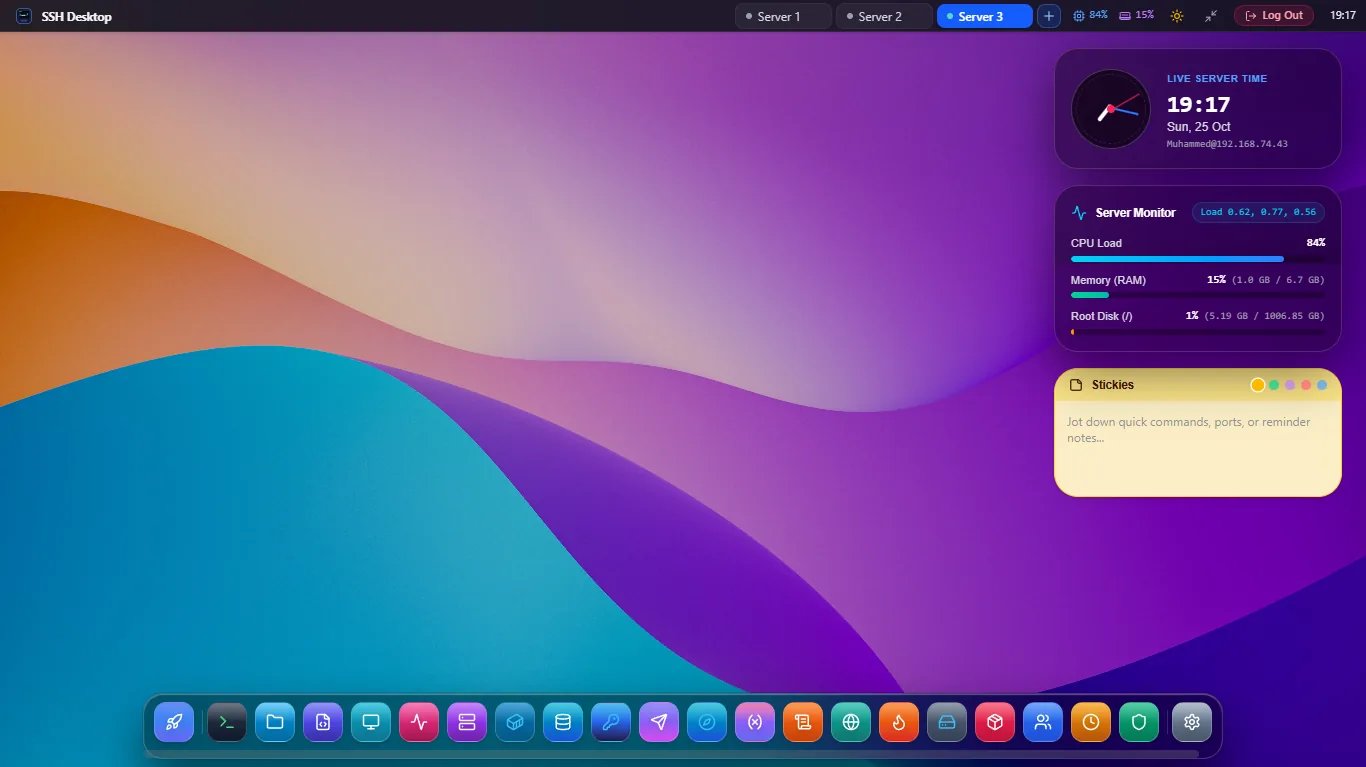 SSH Desktop
Server 1
Server 2
Server 3
84%
15%
Log Out
19:17
LIVE SERVER TIME
19:17
Sun, 25 Oct
Muhammed@192.168.74.43
Server Monitor
Load 0.62, 0.77, 0.56
CPU Load 84%
Memory (RAM) 15% (1.0 GB / 6.7 GB)
Root Disk (/) 1% (5.19 GB / 1006.85 GB)
Stickies
Jot down quick commands, ports, or reminder
notes...